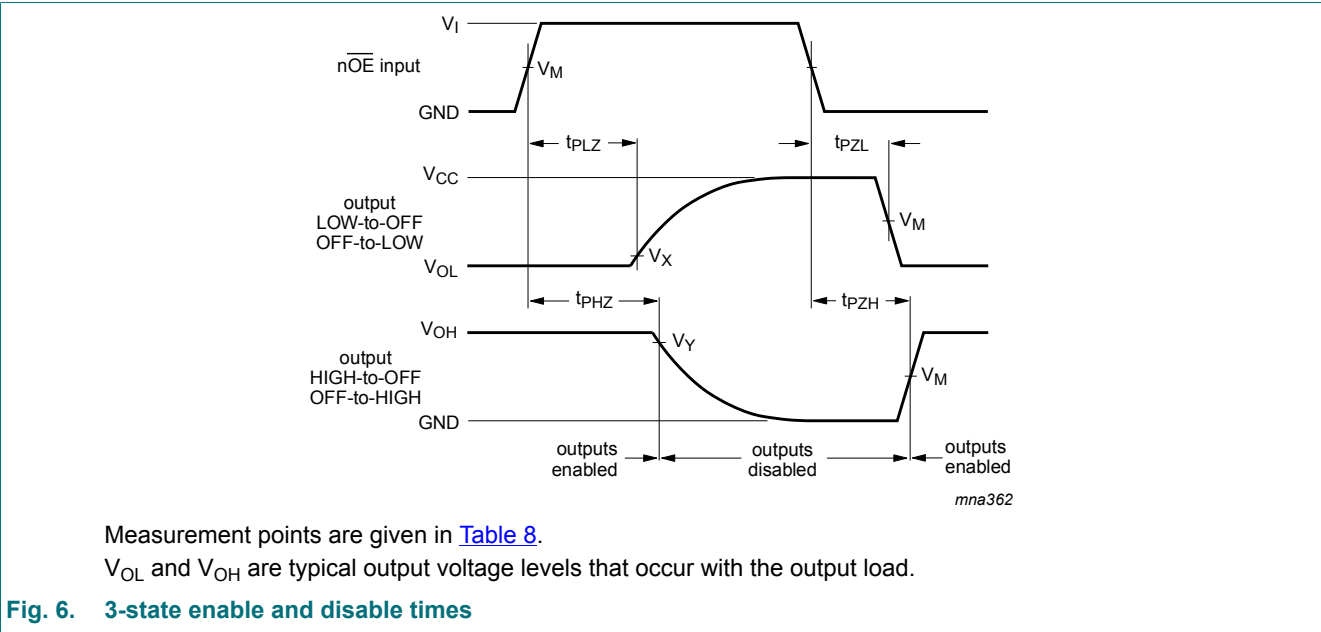 V_I
nO̅E̅ input
V_M
GND
t_PLZ
t_PZL
V_CC
output
LOW-to-OFF
OFF-to-LOW
V_M
V_X
V_OL
t_PHZ
t_PZH
V_OH
V_Y
output
HIGH-to-OFF
OFF-to-HIGH
V_M
GND
outputs
enabled
outputs
disabled
outputs
enabled
mna362
Measurement points are given in Table 8.
V_OL and V_OH are typical output voltage levels that occur with the output load.
Fig. 6. 3-state enable and disable times